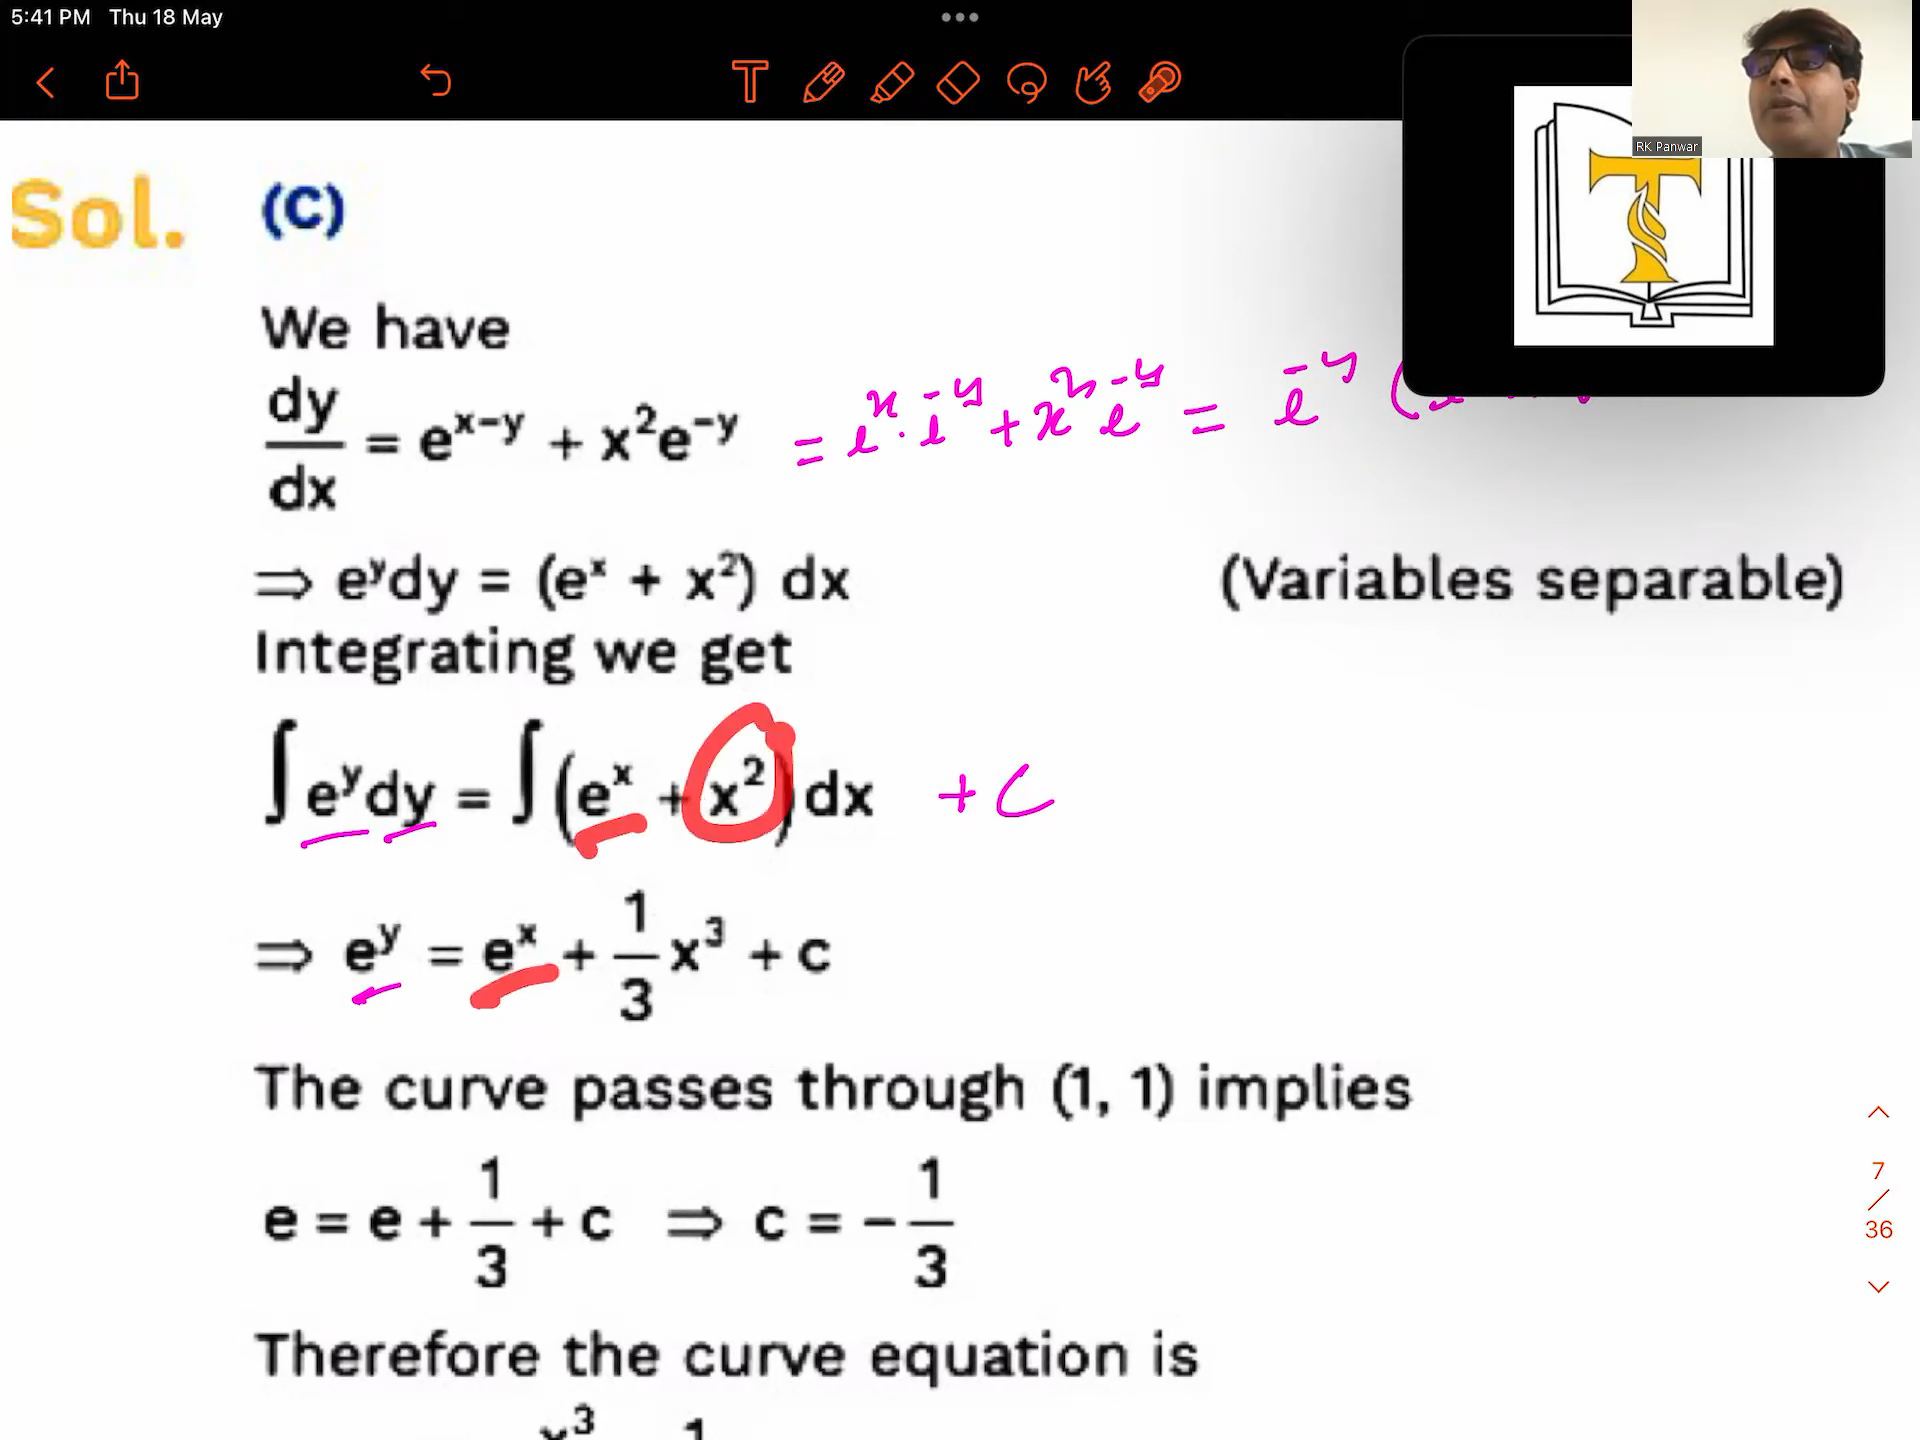 5:41 PM Thu 18 May
RK Panwar
Sol. (C)
We have
dy/dx = e^(x-y) + x²e^(-y) = e^x · e^(-y) + x² e^(-y) = e^(-y) (
⇒ e^y dy = (e^x + x²) dx (Variables separable)
Integrating we get
∫ e^y dy = ∫ (e^x + x²) dx + C
⇒ e^y = e^x + 1/3 x³ + c
The curve passes through (1, 1) implies
e = e + 1/3 + c ⇒ c = - 1/3
Therefore the curve equation is
x³ 1
7
/
36